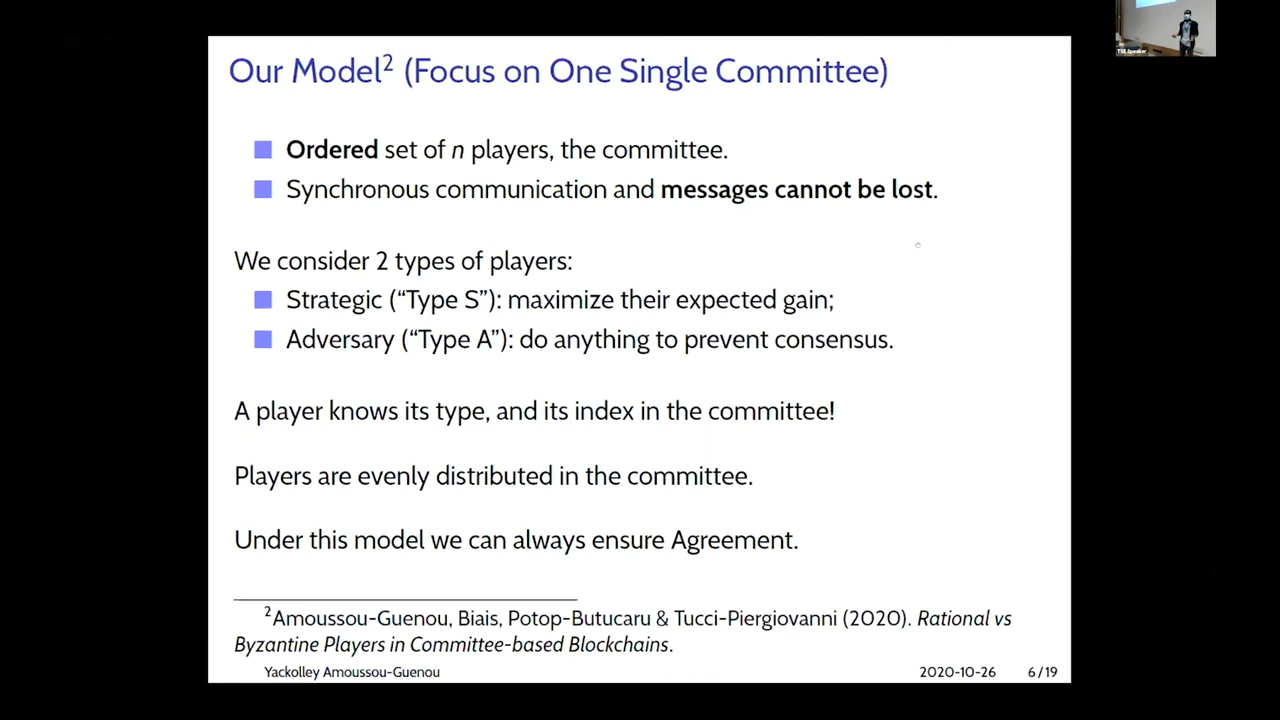 TSE Speaker
Our Model² (Focus on One Single Committee)
Ordered set of n players, the committee.
Synchronous communication and messages cannot be lost.
We consider 2 types of players:
Strategic (“Type S”): maximize their expected gain;
Adversary (“Type A”): do anything to prevent consensus.
A player knows its type, and its index in the committee!
Players are evenly distributed in the committee.
Under this model we can always ensure Agreement.
²Amoussou-Guenou, Biais, Potop-Butucaru & Tucci-Piergiovanni (2020). Rational vs
Byzantine Players in Committee-based Blockchains.
Yackolley Amoussou-Guenou 2020-10-26 6/19